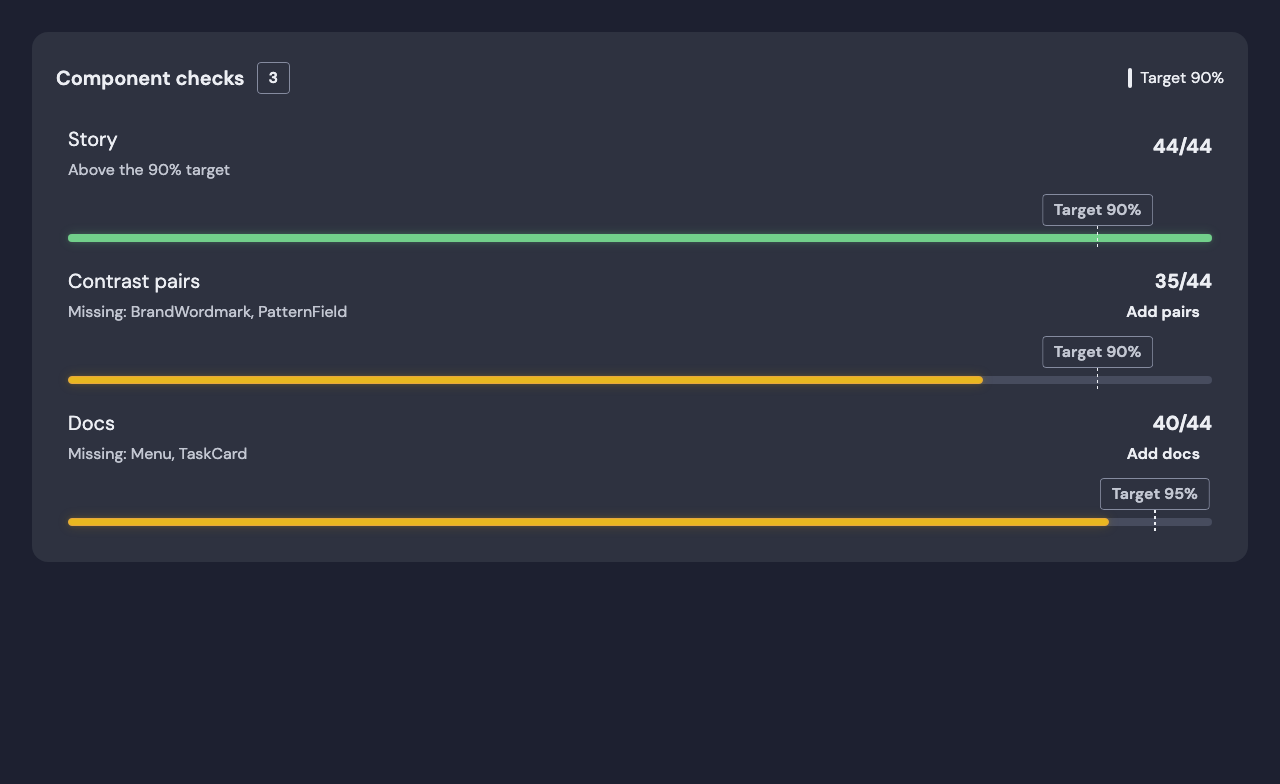 Component checks 3
Target 90%
Story
44/44
Above the 90% target
Target 90%
Contrast pairs
35/44
Missing: BrandWordmark, PatternField
Add pairs
Target 90%
Docs
40/44
Missing: Menu, TaskCard
Add docs
Target 95%